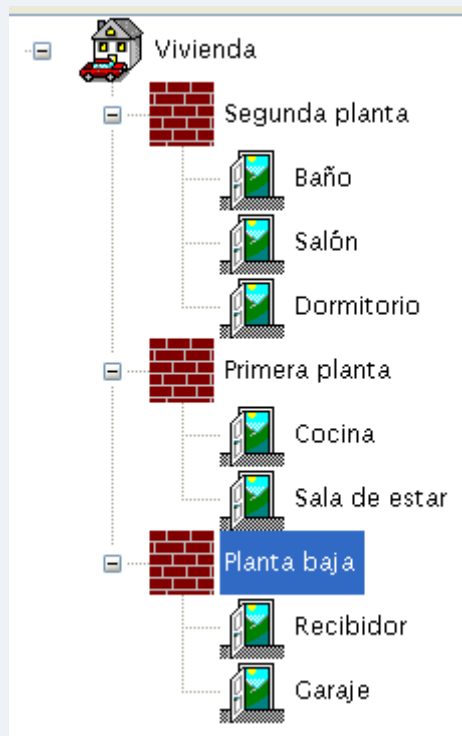 Vivienda
Segunda planta
Baño
Salón
Dormitorio
Primera planta
Cocina
Sala de estar
Planta baja
Recibidor
Garaje